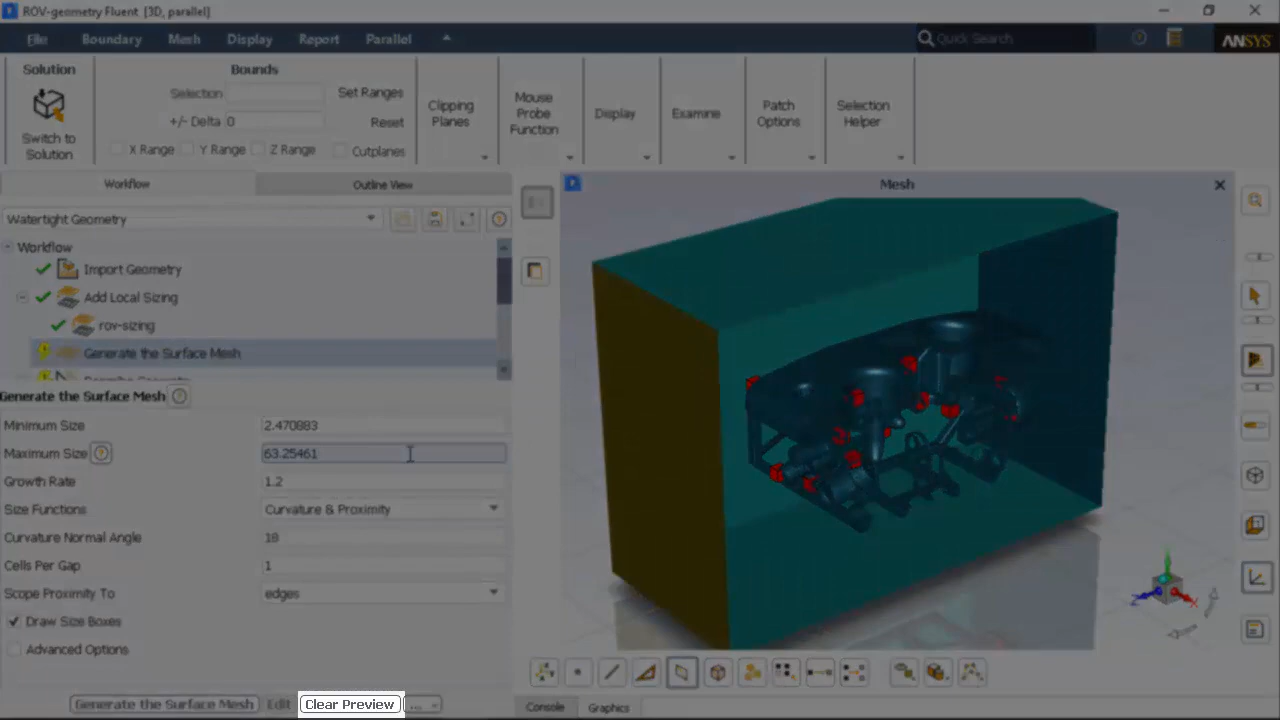 ROV-geometry Fluent [3D, parallel]
File Boundary Mesh Display Report Parallel
Quick Search
ANSYS
Solution
Switch to
Solution
Bounds
Selection
Set Ranges
+/- Delta 0
Reset
X Range Y Range Z Range Cutplanes
Clipping
Planes
Mouse
Probe
Function
Display
Examine
Patch
Options
Selection
Helper
Workflow
Outline View
Watertight Geometry
Workflow
Import Geometry
Add Local Sizing
rov-sizing
Generate the Surface Mesh
Generate the Surface Mesh
Minimum Size 2.470883
Maximum Size 63.25461
Growth Rate 1.2
Size Functions Curvature & Proximity
Curvature Normal Angle 18
Cells Per Gap 1
Scope Proximity To edges
Draw Size Boxes
Advanced Options
Generate the Surface Mesh Edit Clear Preview ...
Mesh
Z X
Console Graphics